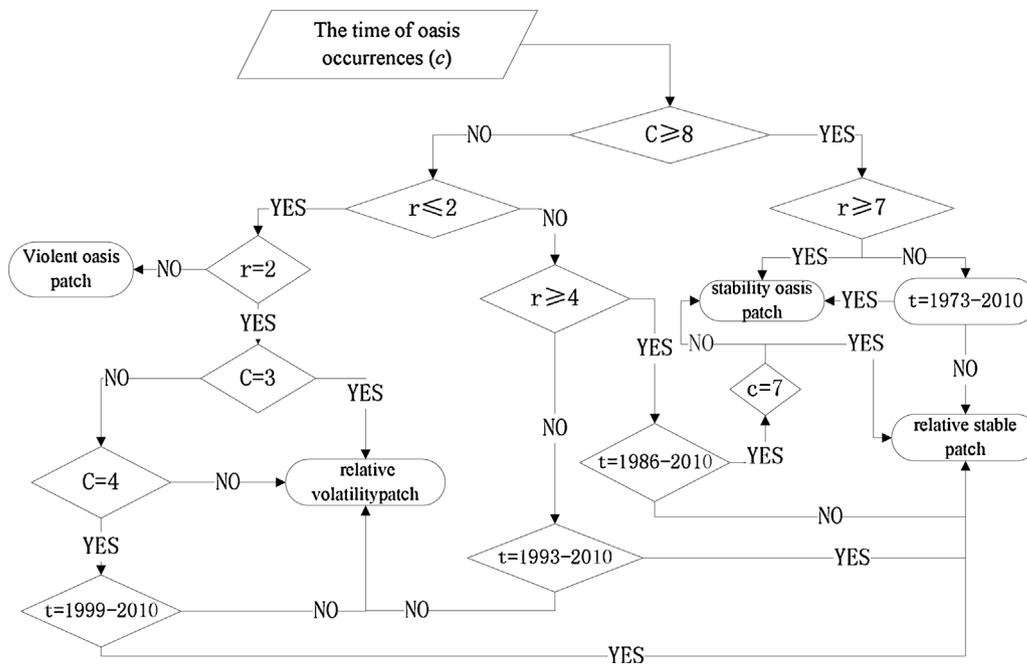 The time of oasis
occurrences (c)
C≥8
NO
YES
r≤2
r≥7
YES
NO
YES
NO
Violent oasis
patch
NO
r=2
r≥4
stability oasis
patch
YES
t=1973-2010
YES
YES
NO
YES
NO
C=3
NO
YES
c=7
NO
relative stable
patch
C=4
NO
relative
volatilitypatch
t=1986-2010
YES
NO
YES
t=1993-2010
YES
t=1999-2010
NO
NO
YES